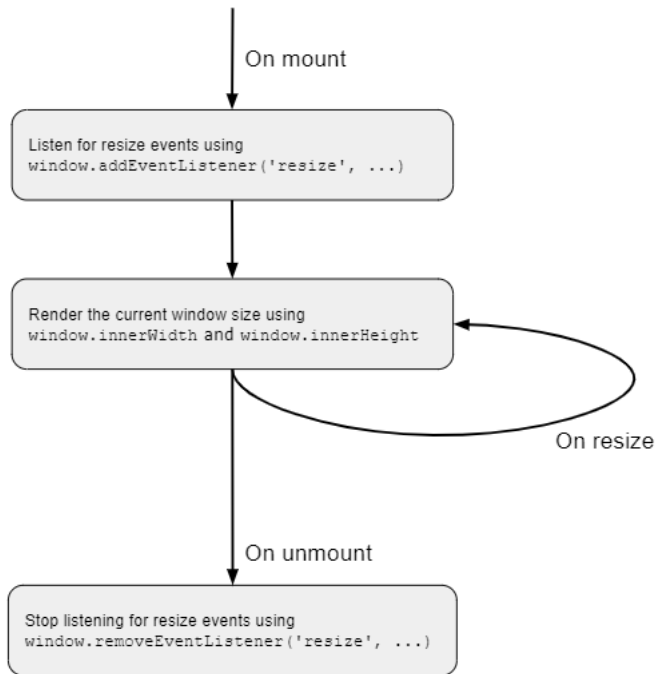 On mount
Listen for resize events using
window.addEventListener('resize', ...)
Render the current window size using
window.innerWidth and window.innerHeight
On resize
On unmount
Stop listening for resize events using
window.removeEventListener('resize', ...)